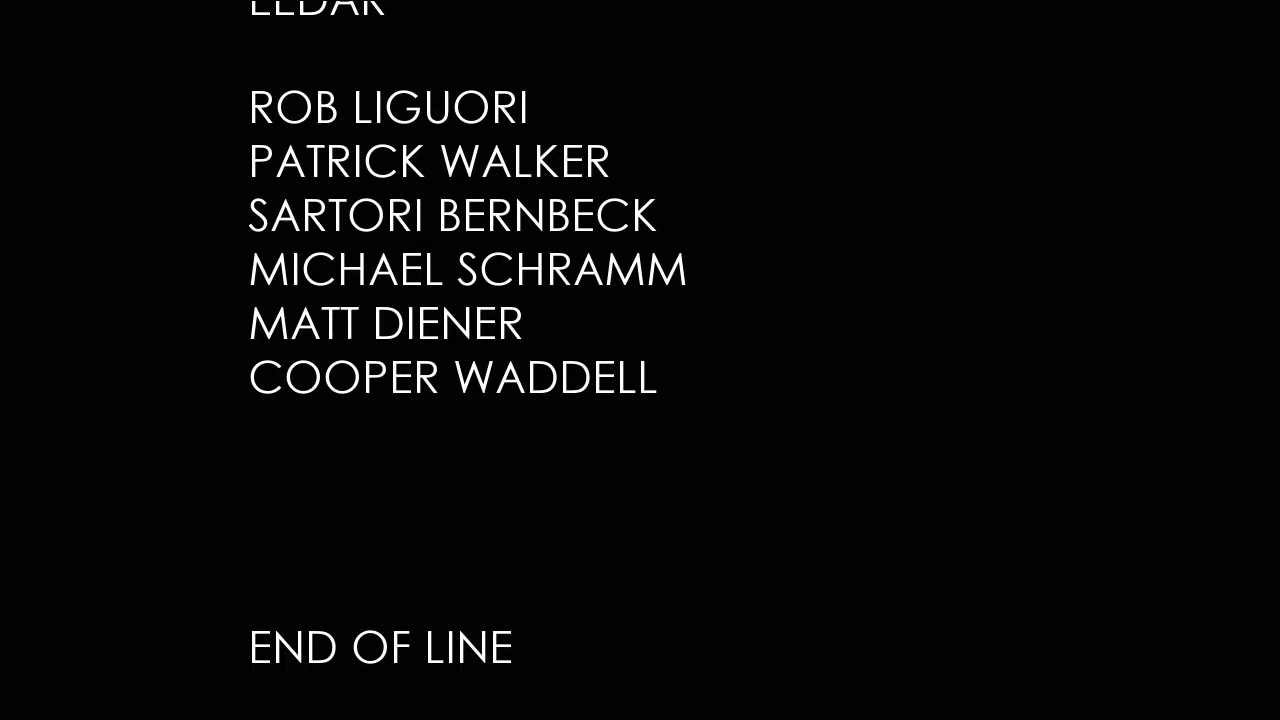 ROB LIGUORI
PATRICK WALKER
SARTORI BERNBECK
MICHAEL SCHRAMM
MATT DIENER
COOPER WADDELL
END OF LINE